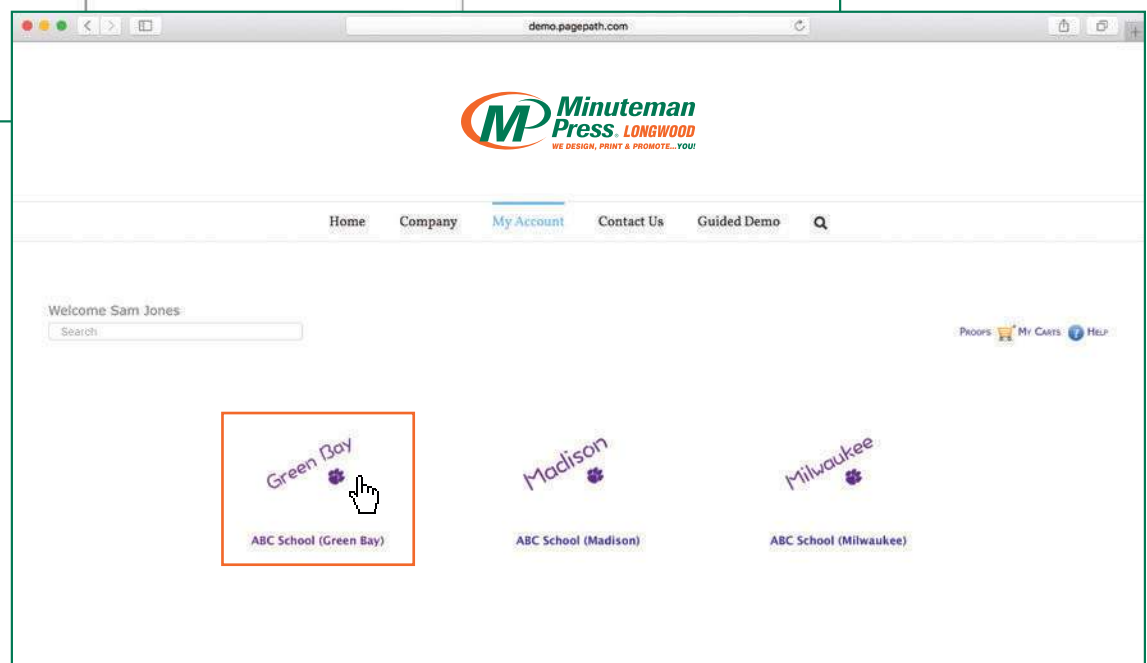 demo.pagepath.com
MP Minuteman
Press. LONGWOOD
WE DESIGN, PRINT & PROMOTE...YOU!
Home Company My Account Contact Us Guided Demo
Welcome Sam Jones
Search
PROOFS MY CARTS ? HELP
Green Bay Madison Milwaukee
ABC School (Green Bay) ABC School (Madison) ABC School (Milwaukee)